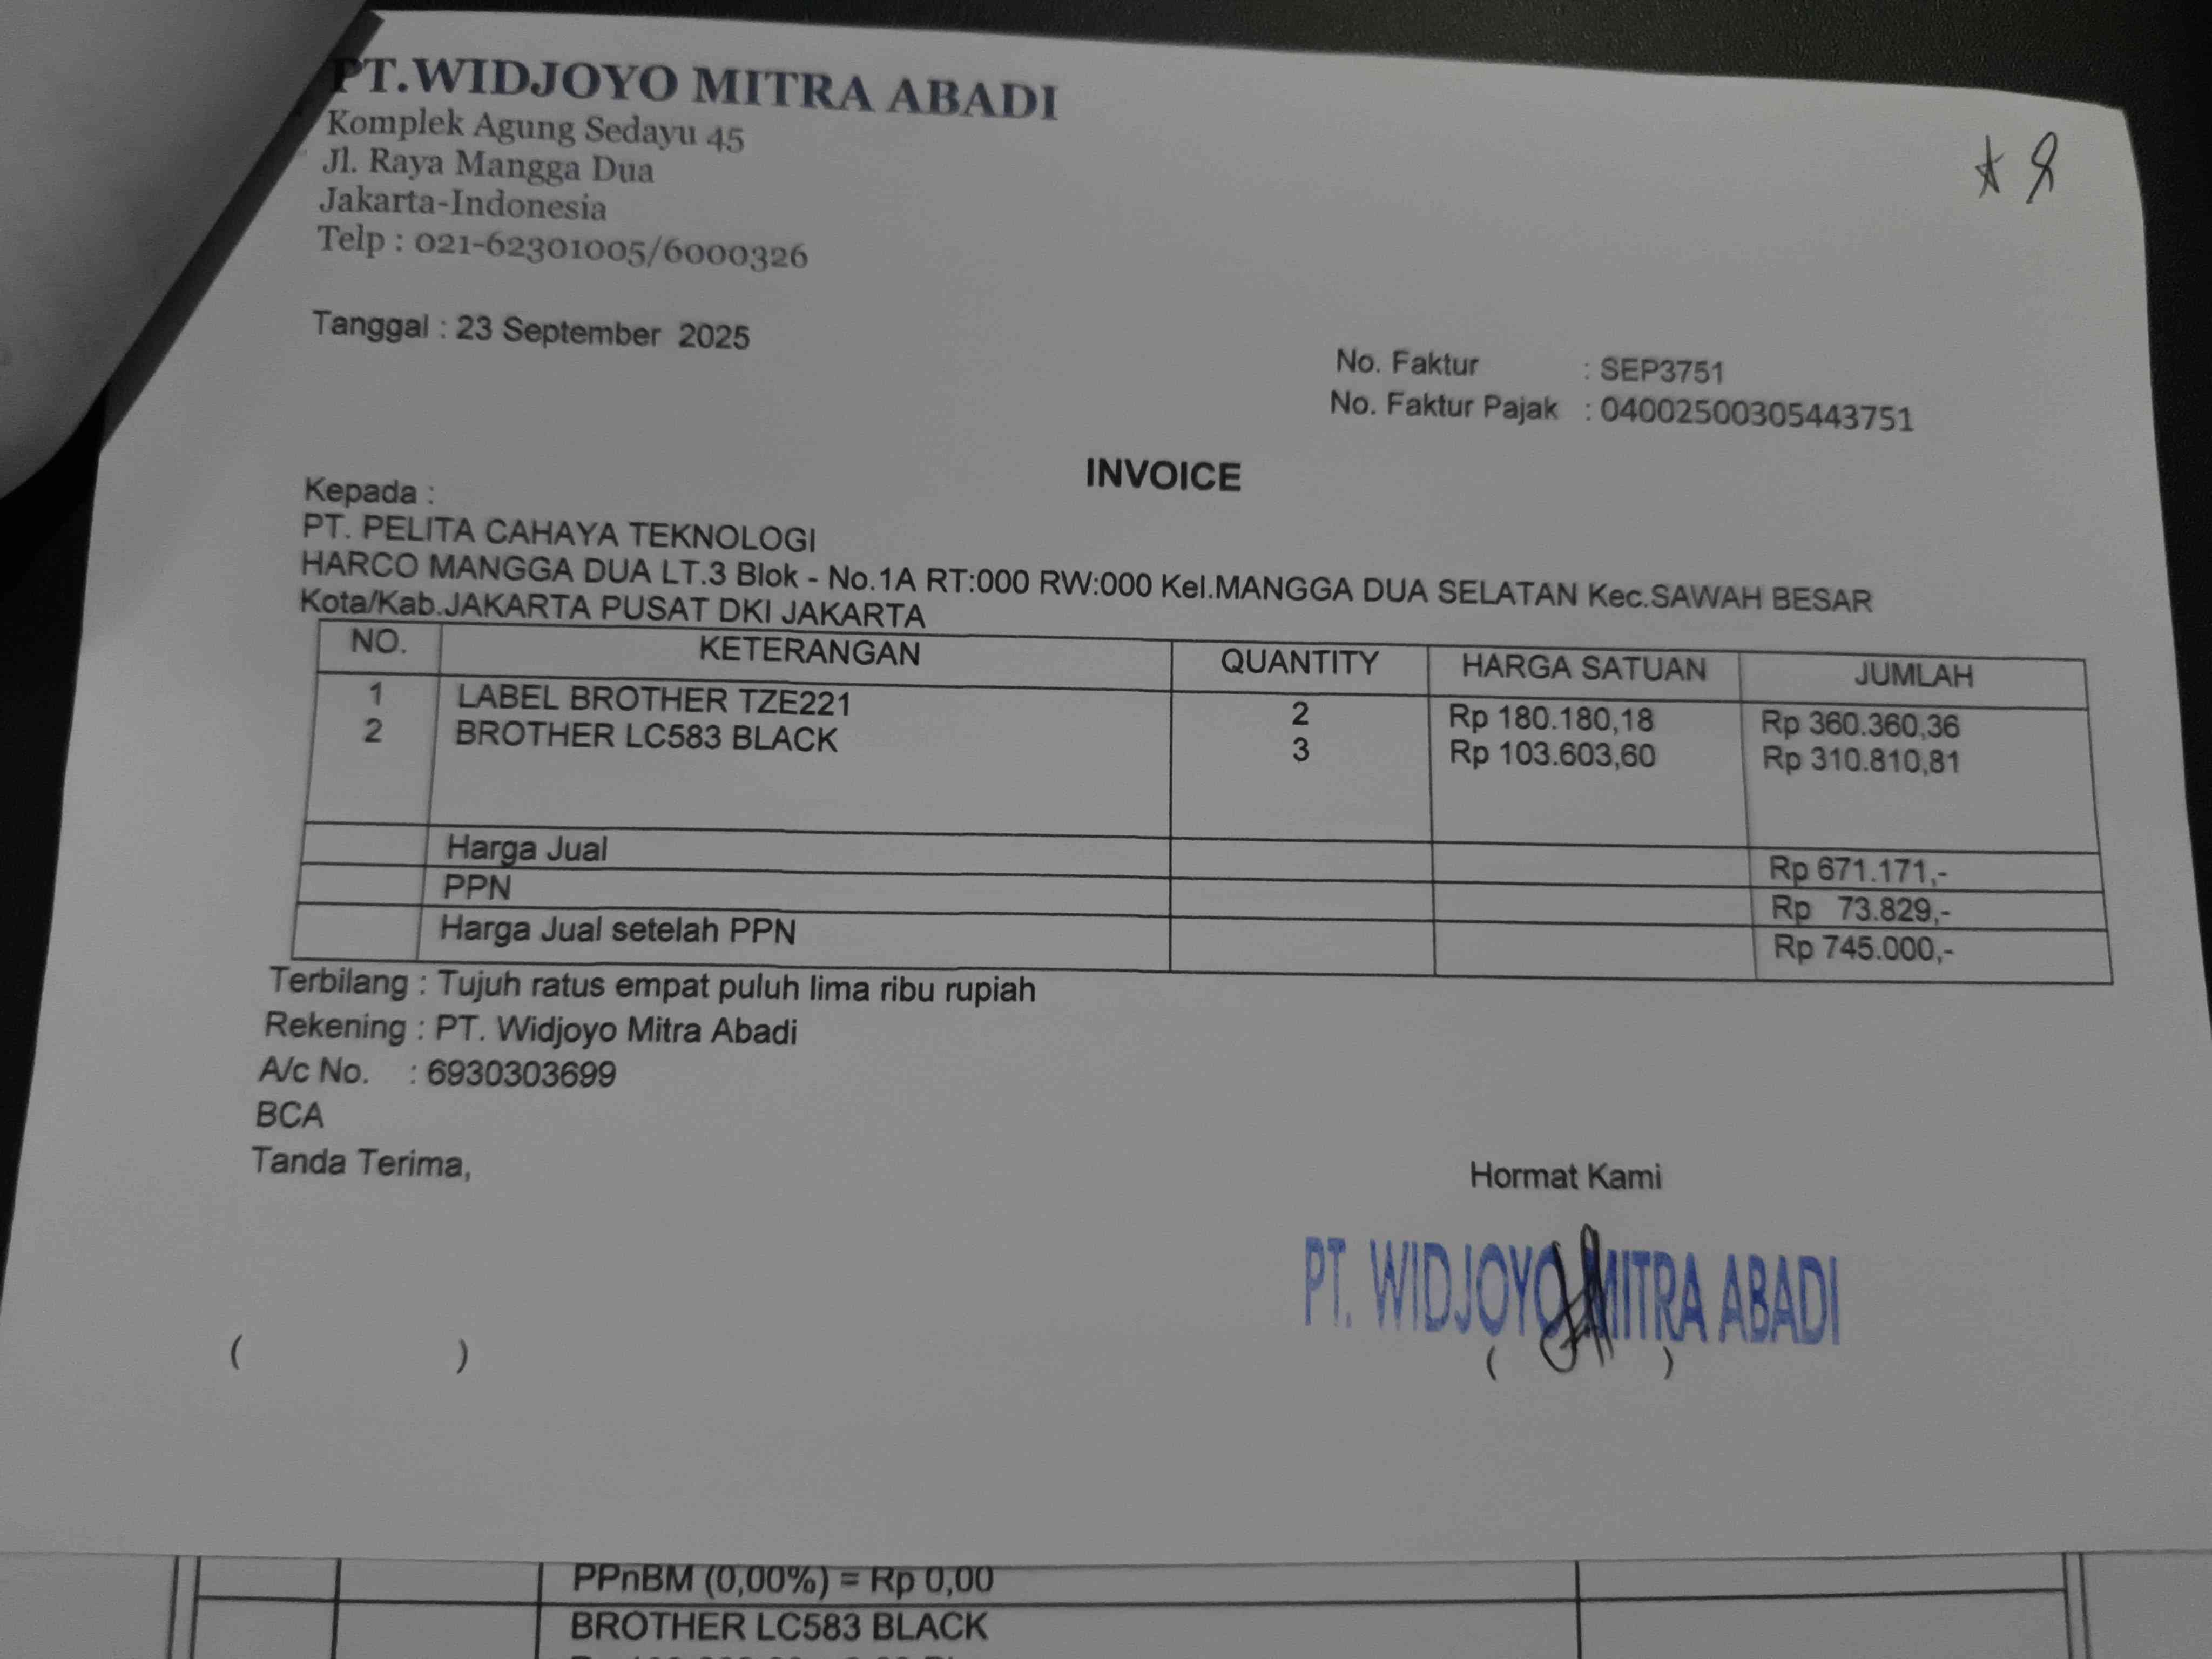 PT.WIDJOYO MITRA ABADI
Komplek Agung Sedayu 45
Jl. Raya Mangga Dua
Jakarta-Indonesia
Telp : 021-62301005/6000326
Tanggal : 23 September 2025
No. Faktur : SEP3751
No. Faktur Pajak : 04002500305443751
INVOICE
Kepada :
PT. PELITA CAHAYA TEKNOLOGI
HARCO MANGGA DUA LT.3 Blok - No.1A RT:000 RW:000 Kel.MANGGA DUA SELATAN Kec.SAWAH BESAR
Kota/Kab.JAKARTA PUSAT DKI JAKARTA
NO. KETERANGAN QUANTITY HARGA SATUAN JUMLAH
1 LABEL BROTHER TZE221 2 Rp 180.180,18 Rp 360.360,36
2 BROTHER LC583 BLACK 3 Rp 103.603,60 Rp 310.810,81
Harga Jual Rp 671.171,-
PPN Rp 73.829,-
Harga Jual setelah PPN Rp 745.000,-
Terbilang : Tujuh ratus empat puluh lima ribu rupiah
Rekening : PT. Widjoyo Mitra Abadi
A/c No. : 6930303699
BCA
Tanda Terima,
Hormat Kami
PT. WIDJOYO MITRA ABADI
( ) ( )
PPnBM (0,00%) = Rp 0,00
BROTHER LC583 BLACK